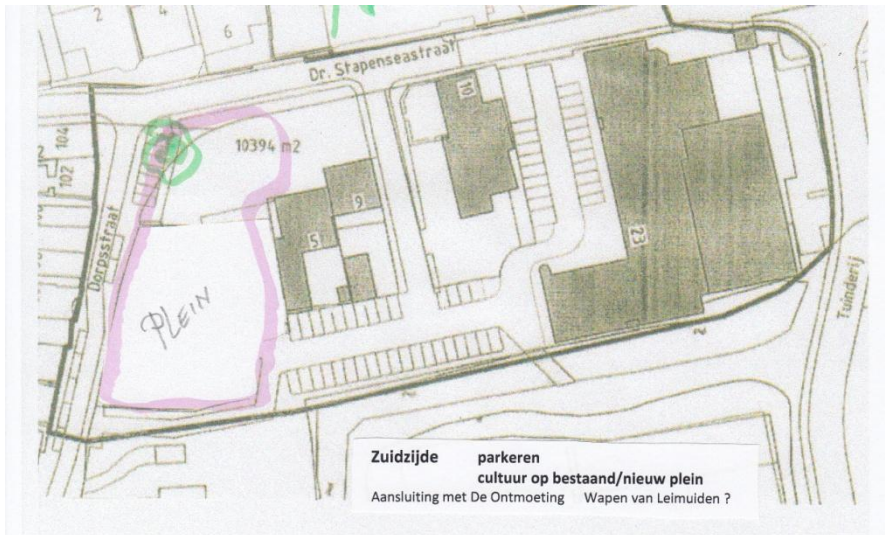 2
4
6
Dr. Stapenseastraat
104
102
10394 m2
10
9
5
23
Dorpsstraat
PLEIN
Tuinderij
Zuidzijde parkeren
cultuur op bestaand/nieuw plein
Aansluiting met De Ontmoeting Wapen van Leimuiden ?